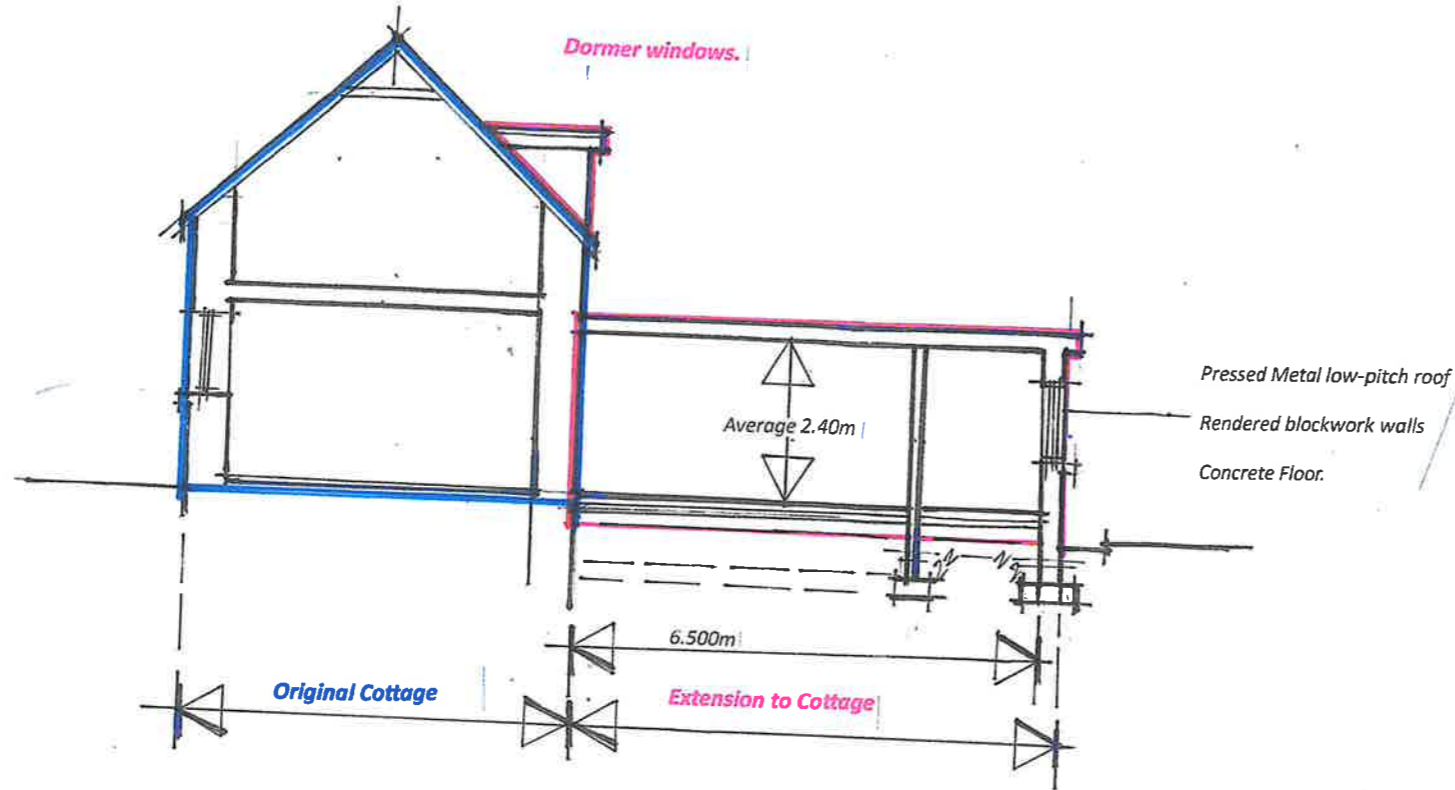 Dormer windows.
Pressed Metal low-pitch roof
Average 2.40m
Rendered blockwork walls
Concrete Floor.
6.500m
Original Cottage
Extension to Cottage